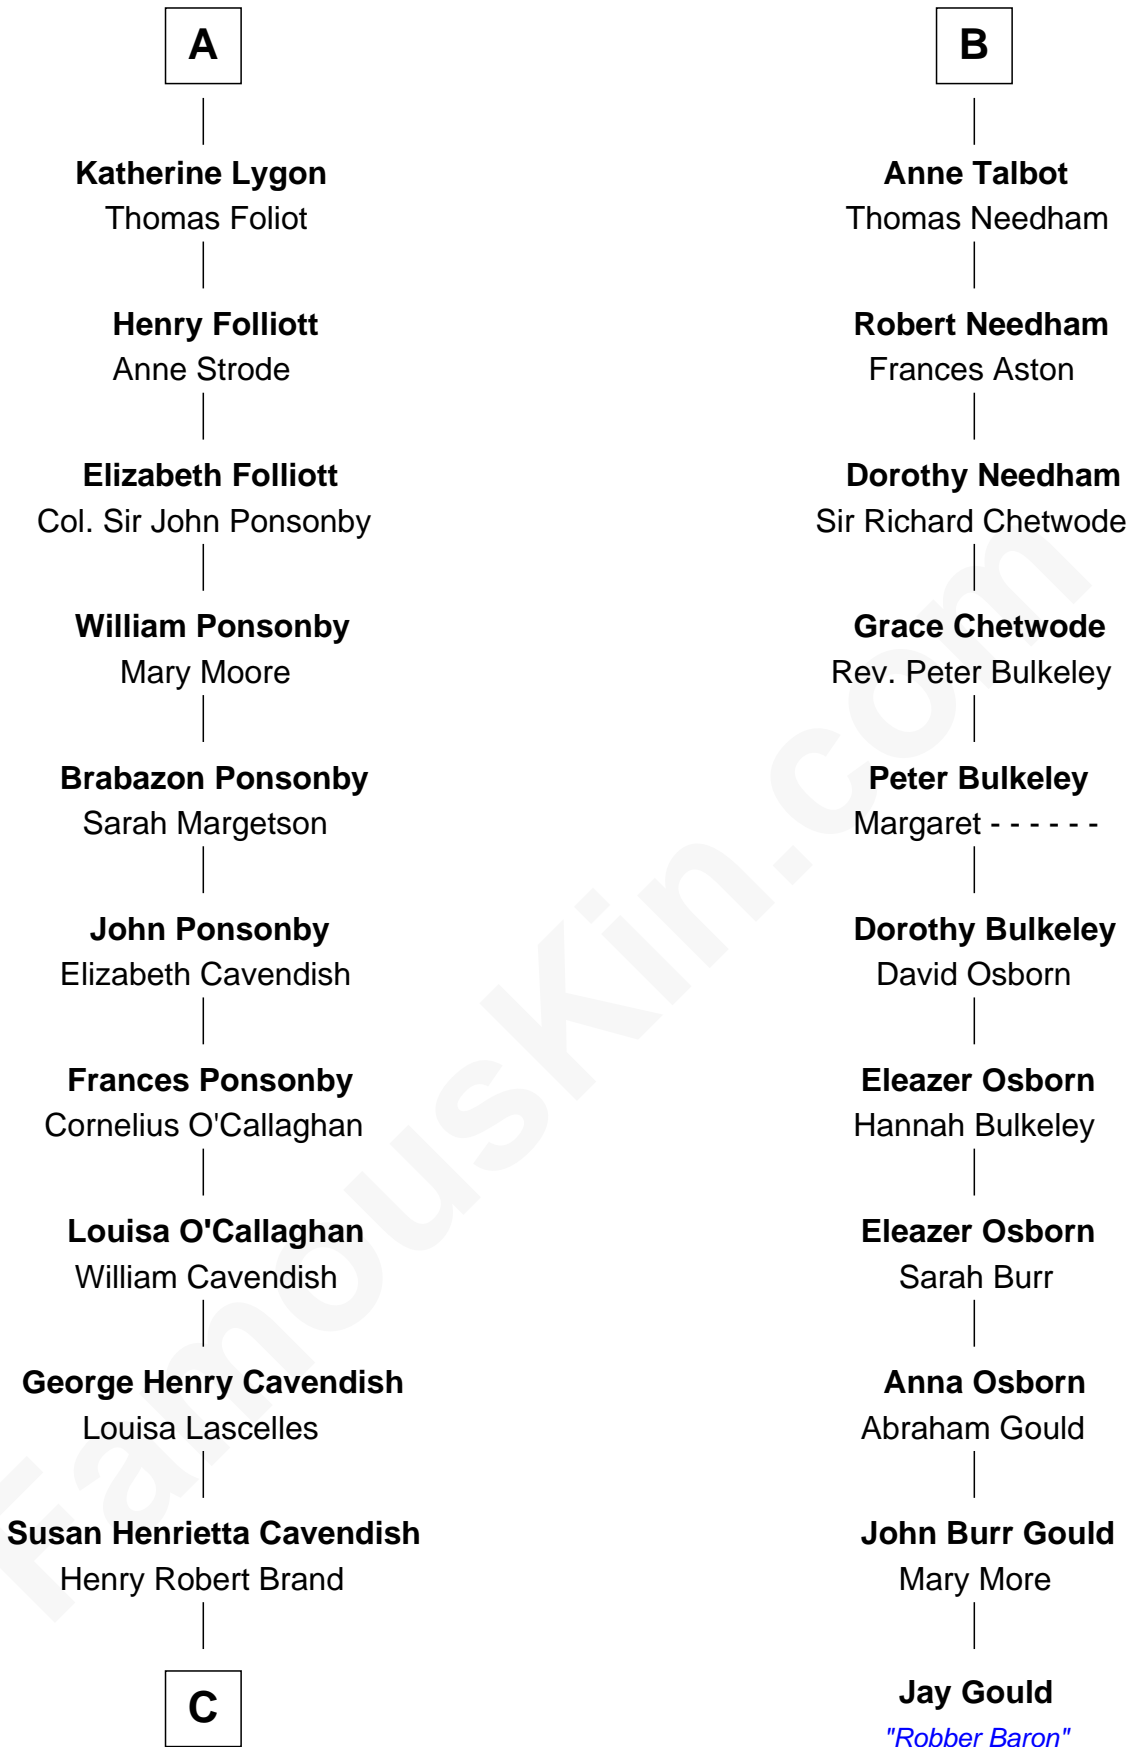 A
Katherine Lygon
Thomas Foliot
Henry Folliott
Anne Strode
Elizabeth Folliott
Col. Sir John Ponsonby
William Ponsonby
Mary Moore
Brabazon Ponsonby
Sarah Margetson
John Ponsonby
Elizabeth Cavendish
Frances Ponsonby
Cornelius O'Callaghan
Louisa O'Callaghan
William Cavendish
George Henry Cavendish
Louisa Lascelles
Susan Henrietta Cavendish
Henry Robert Brand
C
B
Anne Talbot
Thomas Needham
Robert Needham
Frances Aston
Dorothy Needham
Sir Richard Chetwode
Grace Chetwode
Rev. Peter Bulkeley
Peter Bulkeley
Margaret - - - - - -
Dorothy Bulkeley
David Osborn
Eleazer Osborn
Hannah Bulkeley
Eleazer Osborn
Sarah Burr
Anna Osborn
Abraham Gould
John Burr Gould
Mary More
Jay Gould
"Robber Baron"
FamousKin.com